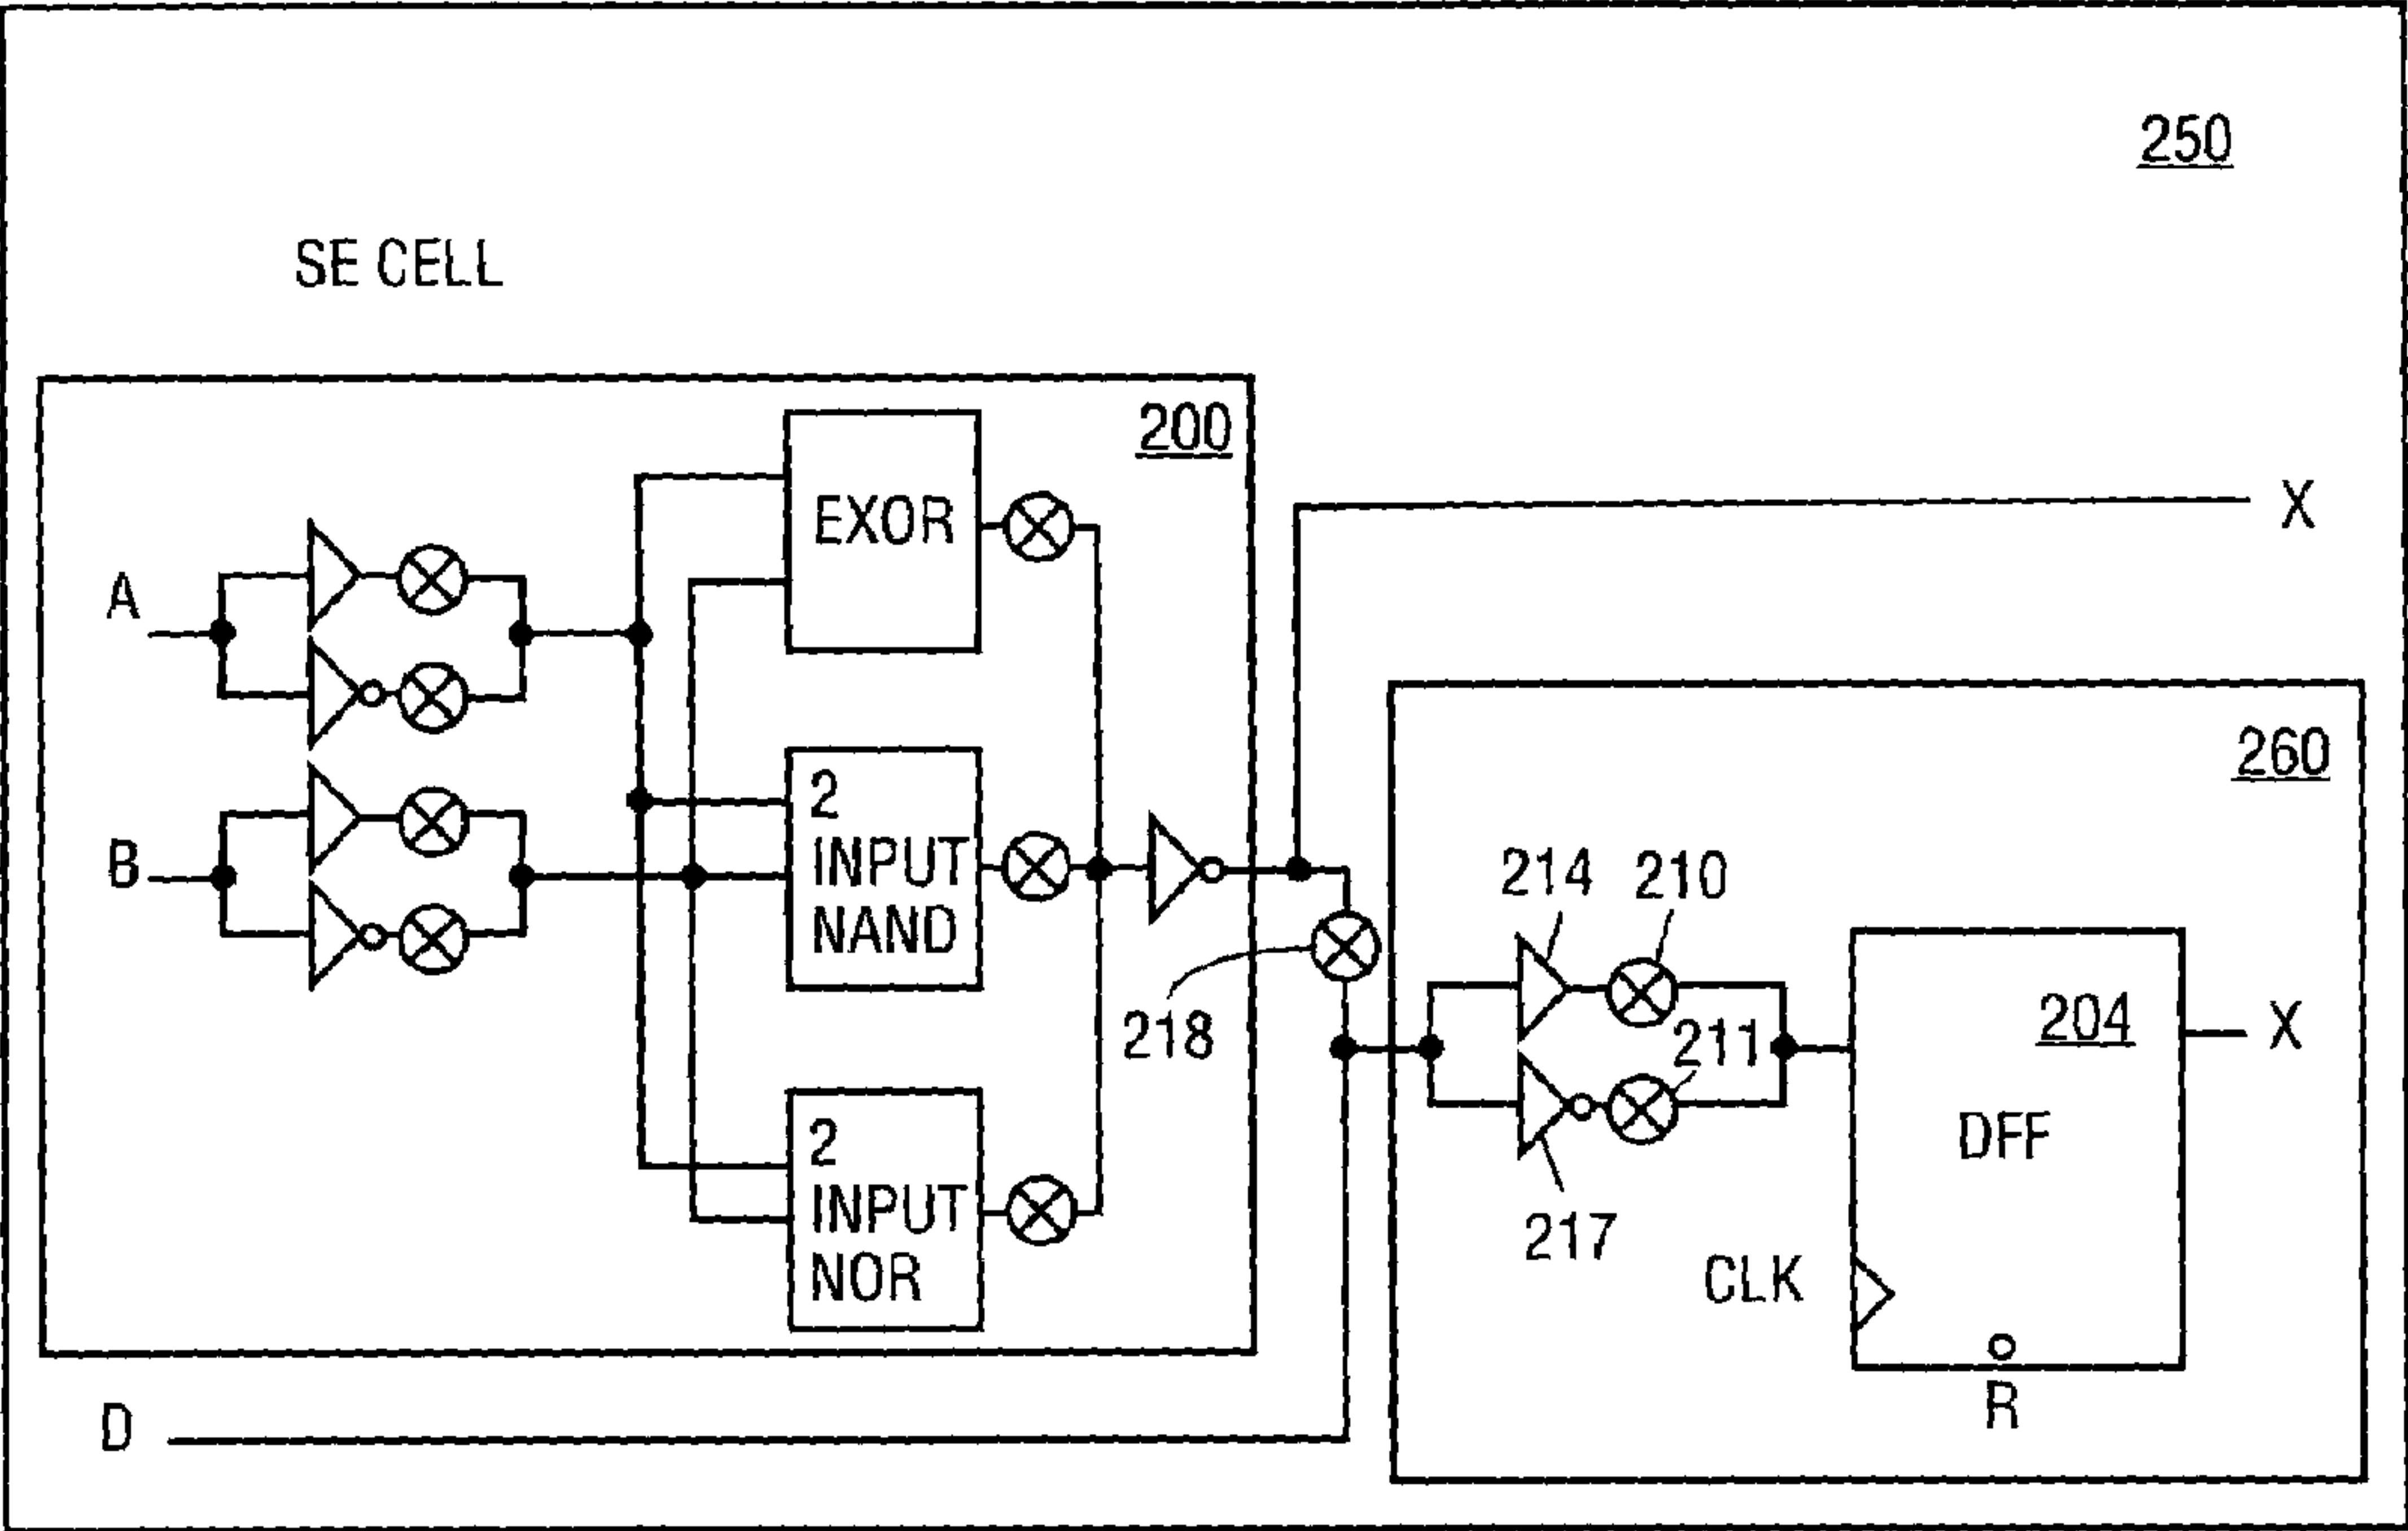 250
SE CELL
200
EXOR
X
A
260
2
INPUT
NAND
B
214
210
218
211
204
X
DFF
2
INPUT
NOR
217
CLK
R
D